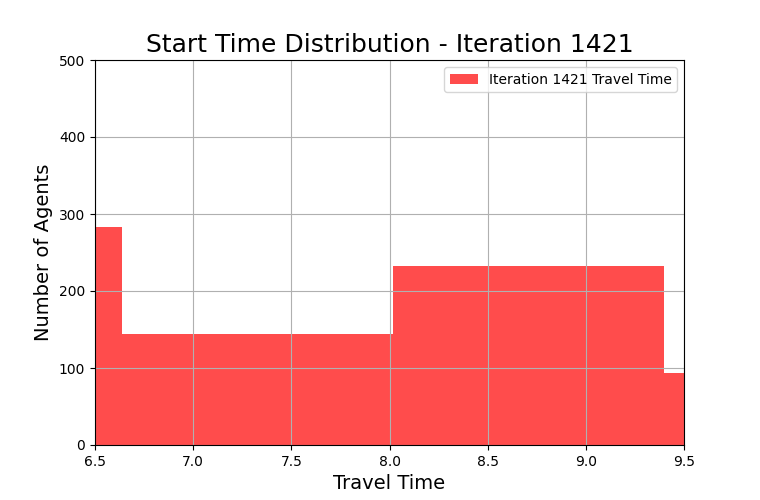 Start Time Distribution - Iteration 1421
Iteration 1421 Travel Time
Number of Agents
500
400
300
200
100
0
6.5 7.0 7.5 8.0 8.5 9.0 9.5
Travel Time